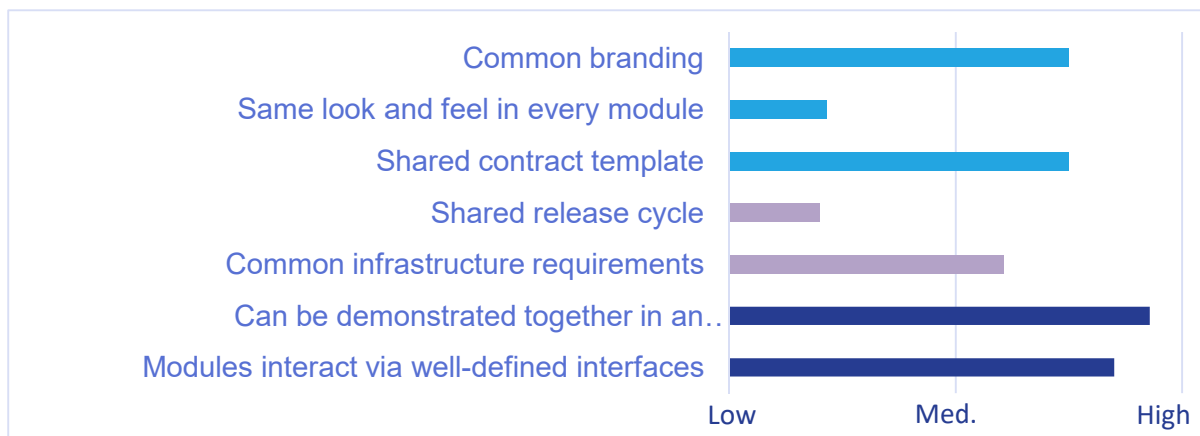 Common branding
Same look and feel in every module
Shared contract template
Shared release cycle
Common infrastructure requirements
Can be demonstrated together in an..
Modules interact via well-defined interfaces
Low Med. High